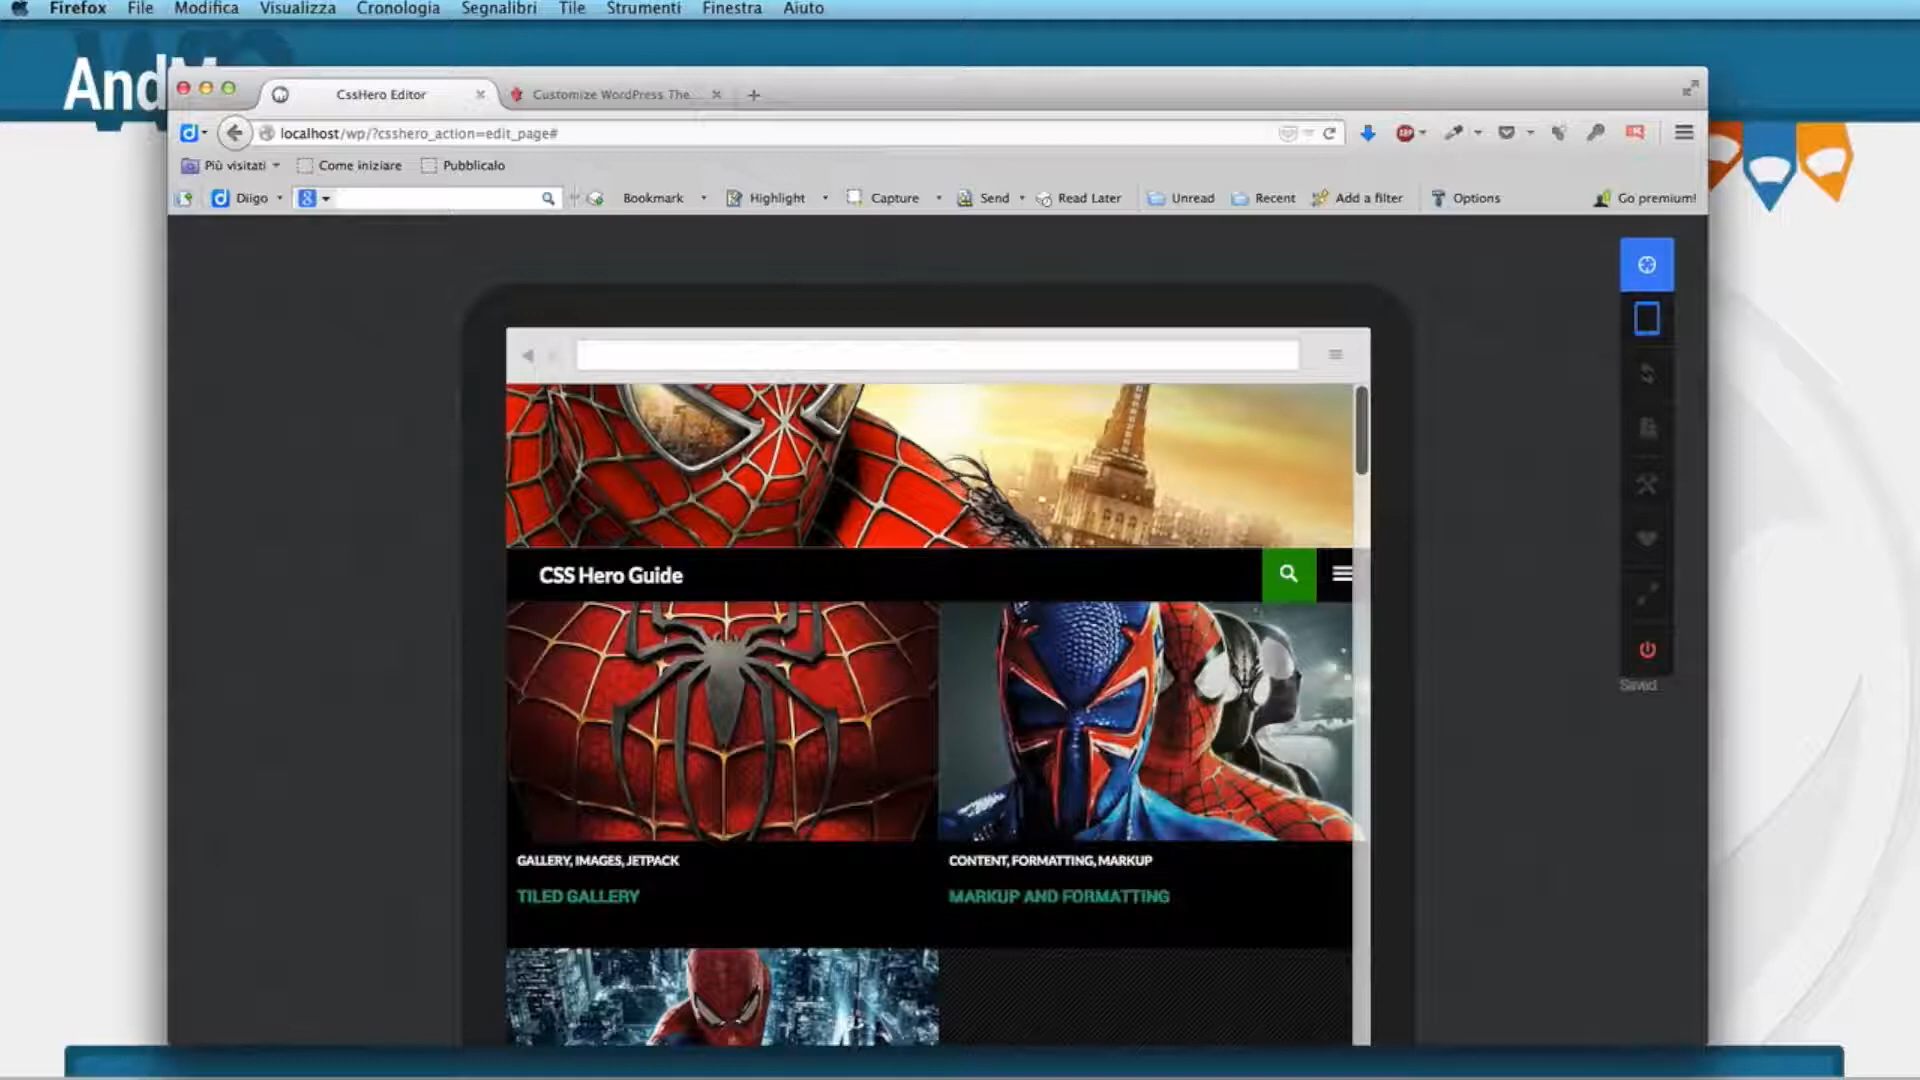 Firefox File Modifica Visualizza Cronologia Segnalibri Tile Strumenti Finestra Aiuto
CssHero Editor
Customize WordPress The...
localhost/wp/?csshero_action=edit_page#
Più visitati Come iniziare Pubblicalo
Diigo Bookmark Highlight Capture Send Read Later Unread Recent Add a filter Options Go premium!
CSS Hero Guide
GALLERY, IMAGES, JETPACK
TILED GALLERY
CONTENT, FORMATTING, MARKUP
MARKUP AND FORMATTING
Saved